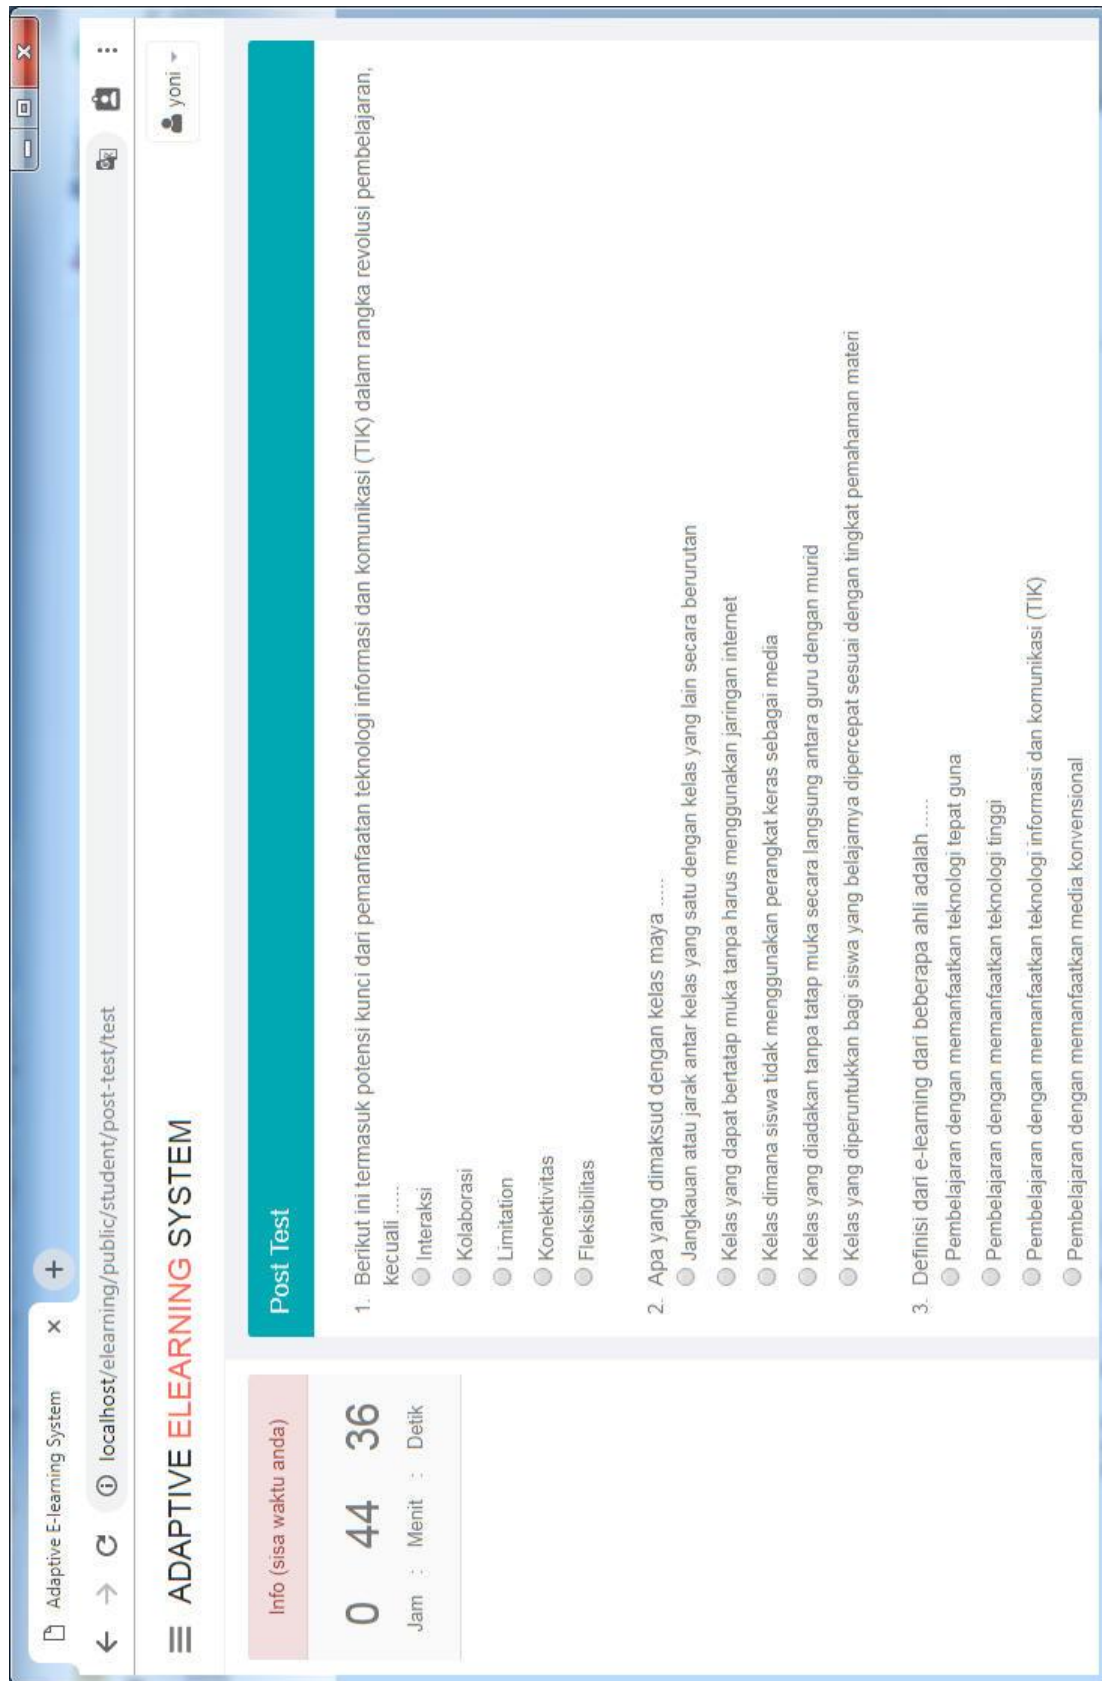 Adaptive E-learning System
localhost/elearning/public/student/post-test/test
ADAPTIVE ELEARNING SYSTEM
yoni
Info (sisa waktu anda)
0 44 36
Jam : Menit : Detik
Post Test
1. Berikut ini termasuk potensi kunci dari pemanfaatan teknologi informasi dan komunikasi (TIK) dalam rangka revolusi pembelajaran,
kecuali .....
Interaksi
Kolaborasi
Limitation
Konektivitas
Fleksibilitas
2. Apa yang dimaksud dengan kelas maya .....
Jangkauan atau jarak antar kelas yang satu dengan kelas yang lain secara berurutan
Kelas yang dapat bertatap muka tanpa harus menggunakan jaringan internet
Kelas dimana siswa tidak menggunakan perangkat keras sebagai media
Kelas yang diadakan tanpa tatap muka secara langsung antara guru dengan murid
Kelas yang diperuntukkan bagi siswa yang belajarnya dipercepat sesuai dengan tingkat pemahaman materi
3. Definisi dari e-learning dari beberapa ahli adalah .....
Pembelajaran dengan memanfaatkan teknologi tepat guna
Pembelajaran dengan memanfaatkan teknologi tinggi
Pembelajaran dengan memanfaatkan teknologi informasi dan komunikasi (TIK)
Pembelajaran dengan memanfaatkan media konvensional